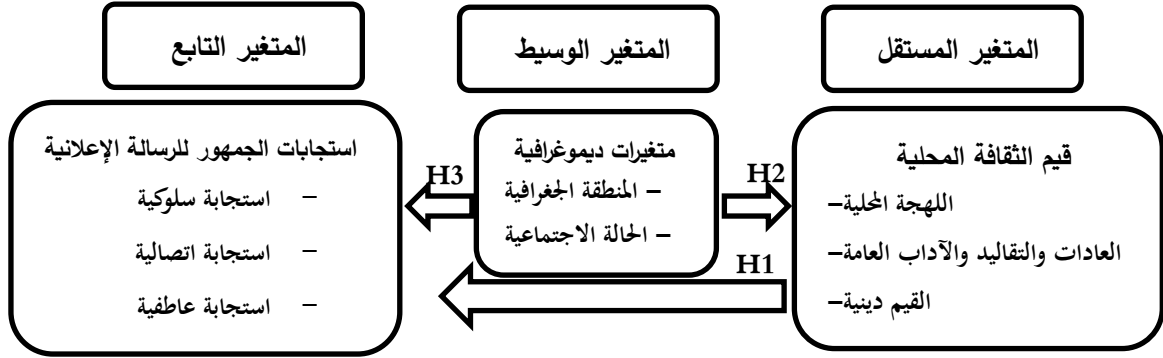 المتغير المستقل
المتغير الوسيط
المتغير التابع
قيم الثقافة المحلية
اللهجة المحلية–
العادات والتقاليد والآداب العامة–
القيم دينية–
H2
متغيرات ديموغرافية
– المنطقة الجغرافية
– الحالة الاجتماعية
H3
H1
استجابات الجمهور للرسالة الإعلانية
– استجابة سلوكية
– استجابة اتصالية
– استجابة عاطفية